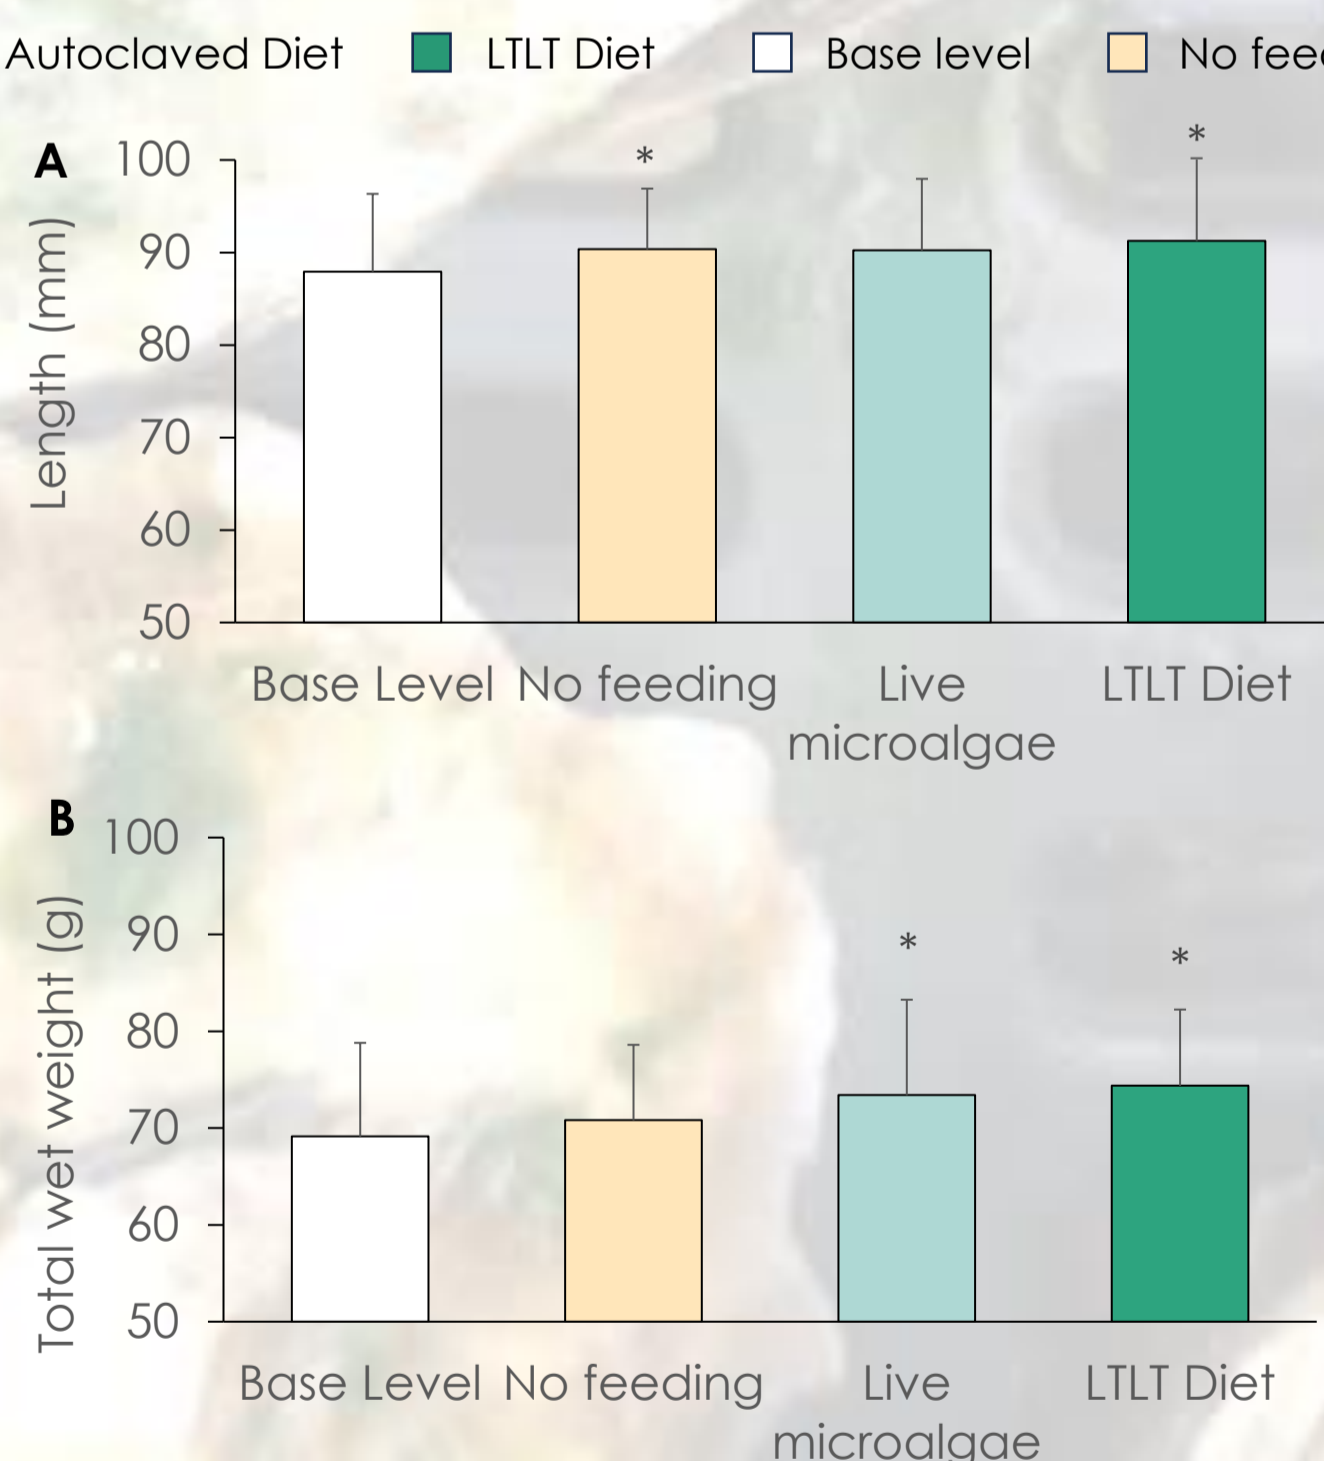 Autoclaved Diet LTLT Diet Base level No feed
A
100
90
80
70
60
50
Length (mm)
*
*
Base Level No feeding Live microalgae LTLT Diet
B
100
90
80
70
60
50
Total wet weight (g)
*
*
Base Level No feeding Live microalgae LTLT Diet